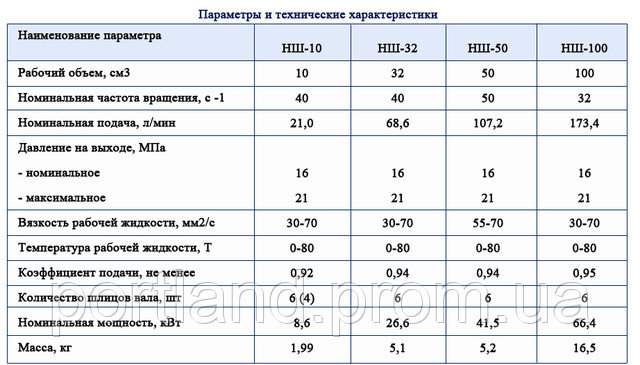 Параметры и технические характеристики
Наименование параметра НШ-10 НШ-32 НШ-50 НШ-100
Рабочий объем, см3 10 32 50 100
Номинальная частота вращения, с -1 40 40 50 32
Номинальная подача, л/мин 21,0 68,6 107,2 173,4
Давление на выходе, МПа
- номинальное 16 16 16 16
- максимальное 21 21 21 21
Вязкость рабочей жидкости, мм2/с 30-70 30-70 55-70 30-70
Температура рабочей жидкости, Т 0-80 0-80 0-80 0-80
Коэффициент подачи, не менее 0,92 0,94 0,94 0,95
Количество шлицов вала, шт 6 (4) 6 6 6
portland.prom.ua
Номинальная мощность, кВт 8,6 26,6 41,5 66,4
Масса, кг 1,99 5,1 5,2 16,5